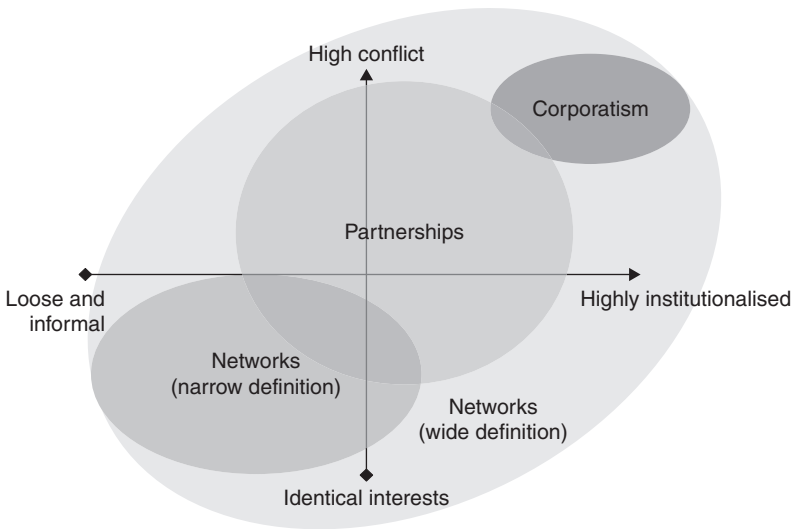 High conflict
Corporatism
Partnerships
Loose and
informal
Highly institutionalised
Networks
(narrow definition)
Networks
(wide definition)
Identical interests